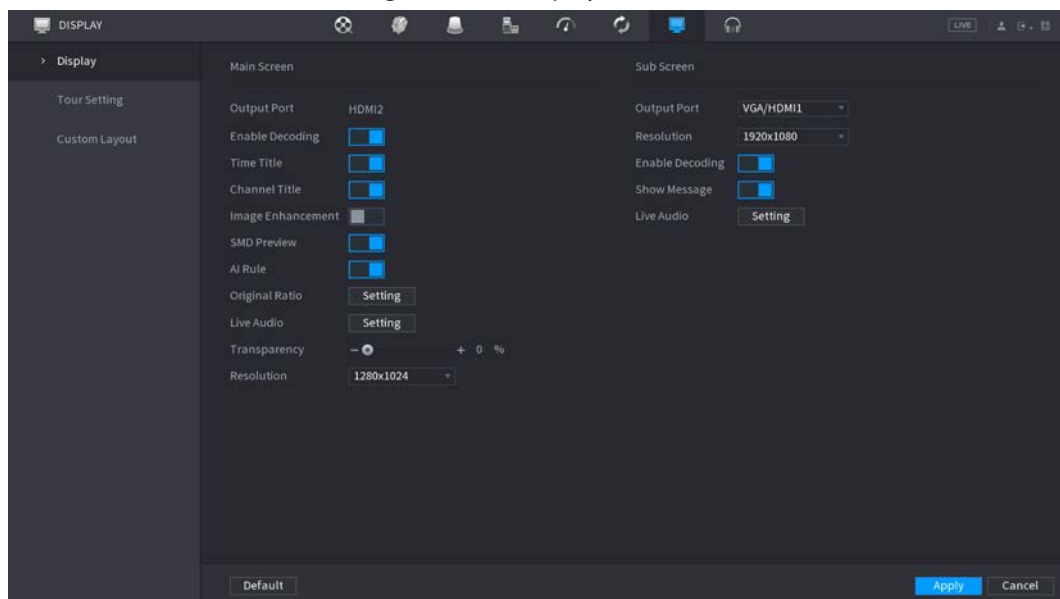 DISPLAY
LIVE
Display
Tour Setting
Custom Layout
Main Screen
Output Port HDMI2
Enable Decoding
Time Title
Channel Title
Image Enhancement
SMD Preview
AI Rule
Original Ratio Setting
Live Audio Setting
Transparency − + 0 %
Resolution 1280x1024
Sub Screen
Output Port VGA/HDMI1
Resolution 1920x1080
Enable Decoding
Show Message
Live Audio Setting
Default
Apply Cancel